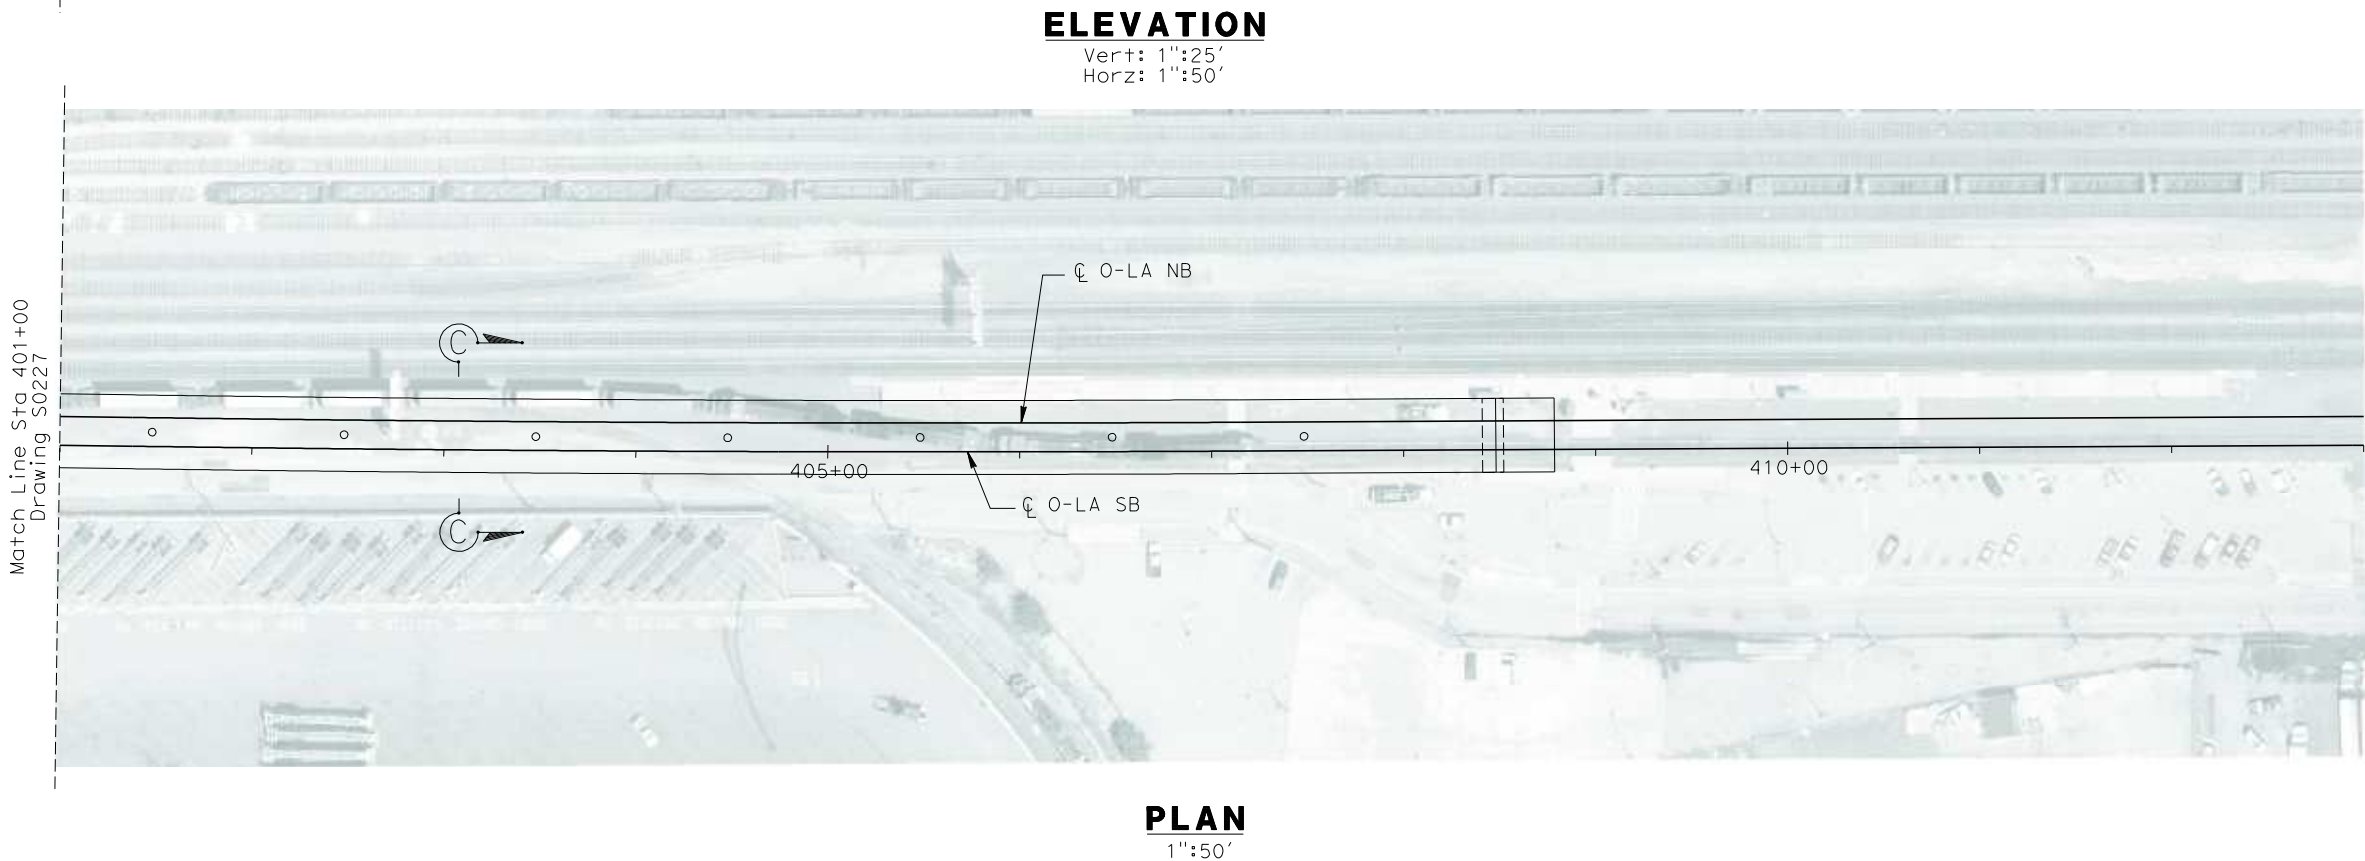 ELEVATION
Vert: 1":25'
Horz: 1":50'
℄ O-LA NB
C
Match Line Sta 401+00
Drawing S0227
405+00
410+00
℄ O-LA SB
C
PLAN
1":50'